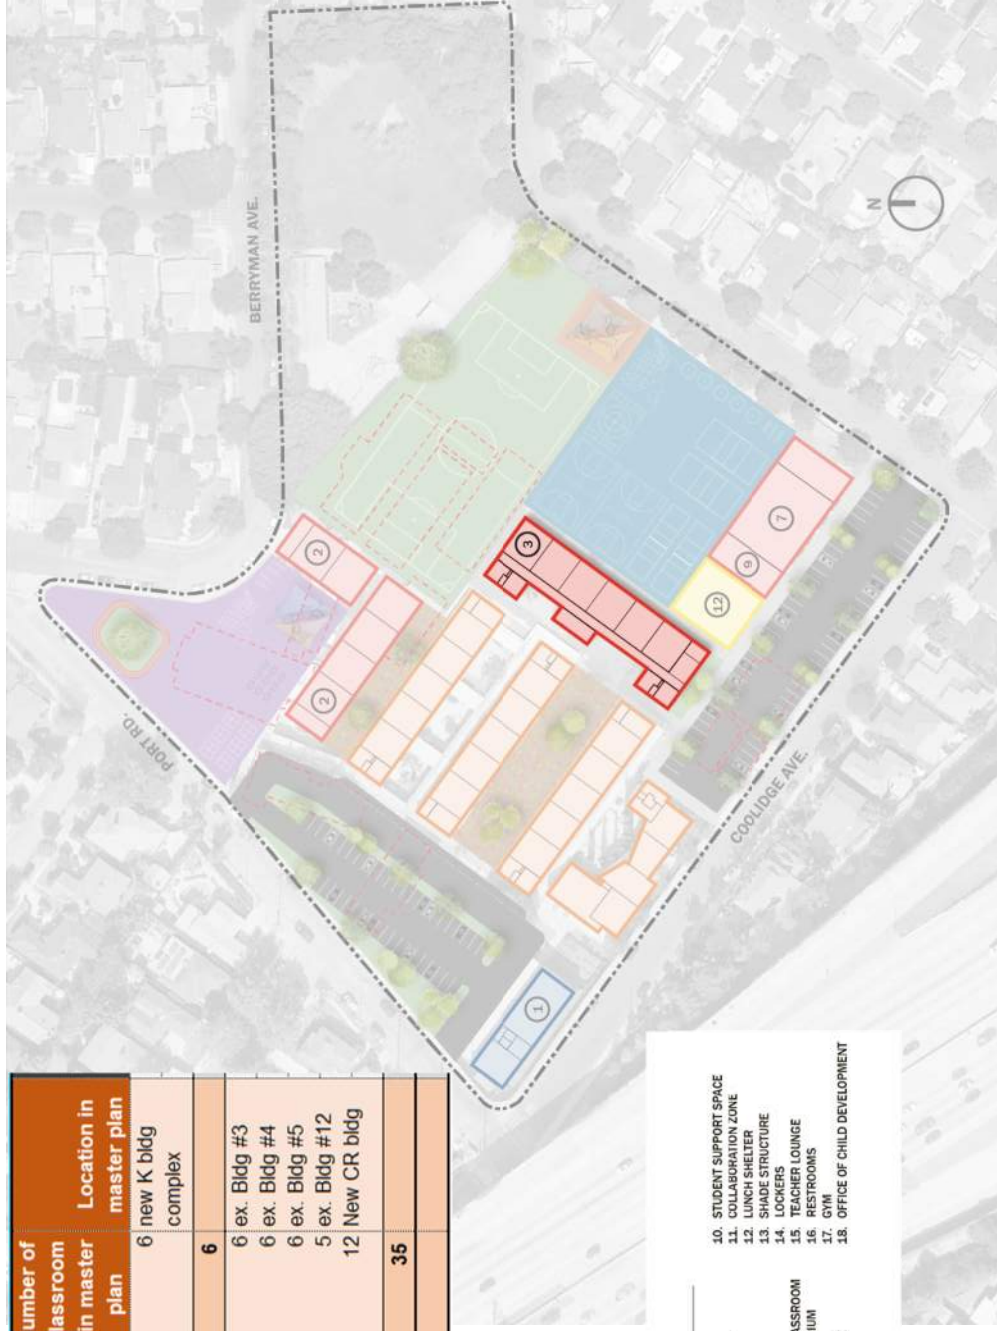 umber of
lassroom
in master
plan
Location in
master plan
6 new K bldg
complex
6
6 ex. Bldg #3
6 ex. Bldg #4
6 ex. Bldg #5
5 ex. Bldg #12
12 New CR bldg
35
PORT RD.
BERRYMAN AVE.
2
2
3
1
12
9
7
COOLIDGE AVE.
N
ASSROOM
IUM
10. STUDENT SUPPORT SPACE
11. COLLABORATION ZONE
12. LUNCH SHELTER
13. SHADE STRUCTURE
14. LOCKERS
15. TEACHER LOUNGE
16. RESTROOMS
17. GYM
18. OFFICE OF CHILD DEVELOPMENT